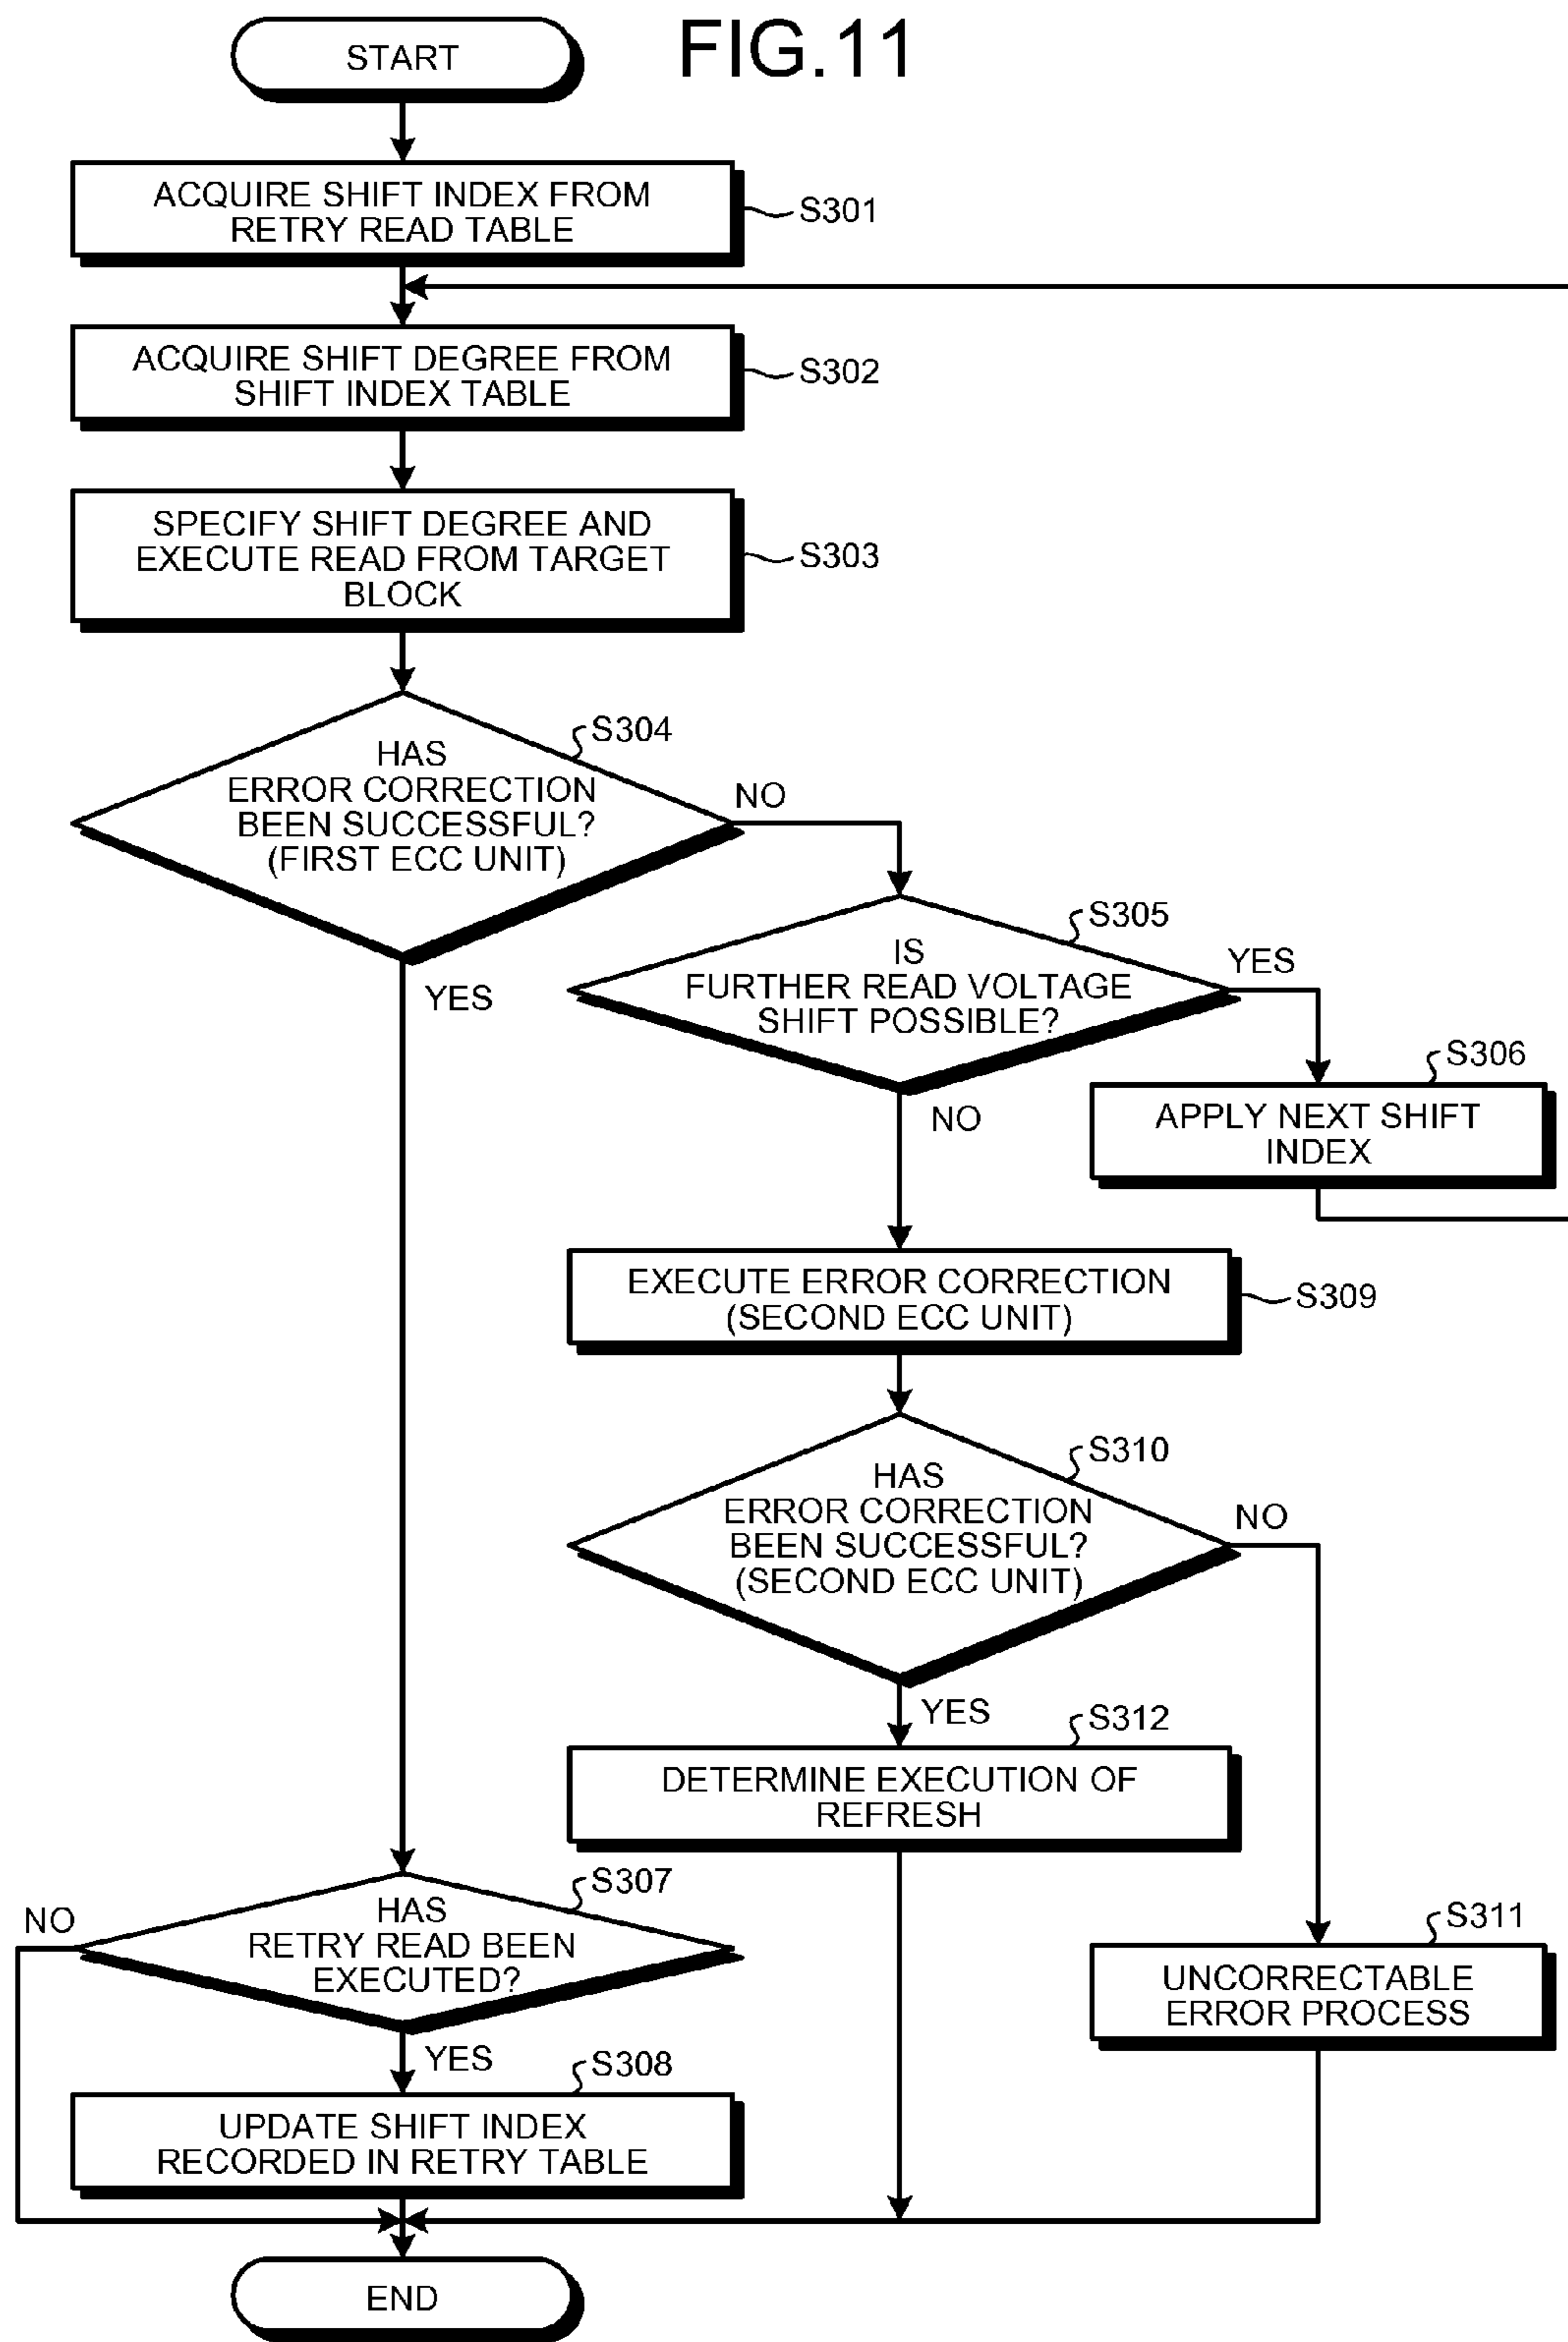 FIG.11
START
ACQUIRE SHIFT INDEX FROM
RETRY READ TABLE
S301
ACQUIRE SHIFT DEGREE FROM
SHIFT INDEX TABLE
S302
SPECIFY SHIFT DEGREE AND
EXECUTE READ FROM TARGET
BLOCK
S303
S304
HAS
ERROR CORRECTION
BEEN SUCCESSFUL?
(FIRST ECC UNIT)
NO
YES
S305
IS
FURTHER READ VOLTAGE
SHIFT POSSIBLE?
YES
NO
S306
APPLY NEXT SHIFT
INDEX
EXECUTE ERROR CORRECTION
(SECOND ECC UNIT)
S309
S310
HAS
ERROR CORRECTION
BEEN SUCCESSFUL?
(SECOND ECC UNIT)
NO
YES
S312
DETERMINE EXECUTION OF
REFRESH
S307
HAS
RETRY READ BEEN
EXECUTED?
NO
YES
S311
UNCORRECTABLE
ERROR PROCESS
S308
UPDATE SHIFT INDEX
RECORDED IN RETRY TABLE
END